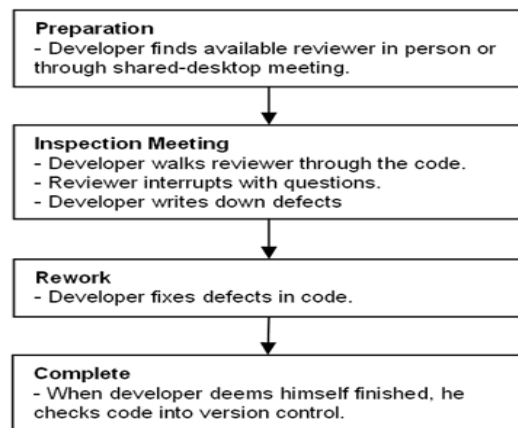 Preparation
- Developer finds available reviewer in person or
through shared-desktop meeting.
Inspection Meeting
- Developer walks reviewer through the code.
- Reviewer interrupts with questions.
- Developer writes down defects
Rework
- Developer fixes defects in code.
Complete
- When developer deems himself finished, he
checks code into version control.